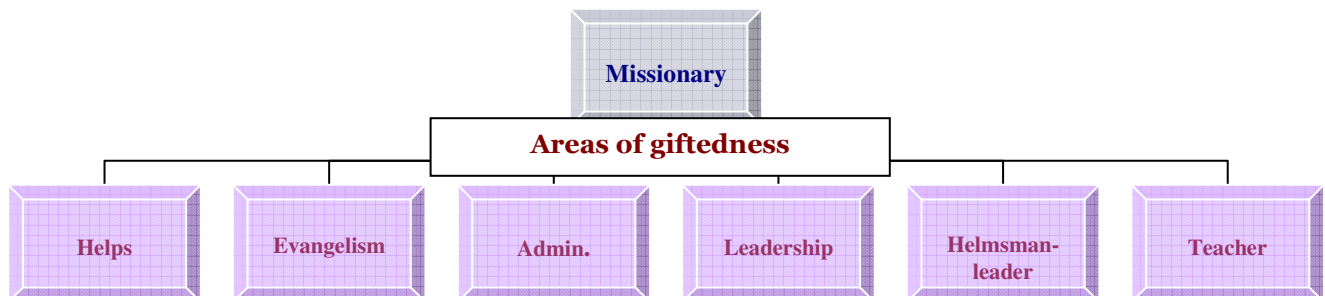 Missionary
Areas of giftedness
Helps
Evangelism
Admin.
Leadership
Helmsman-
leader
Teacher